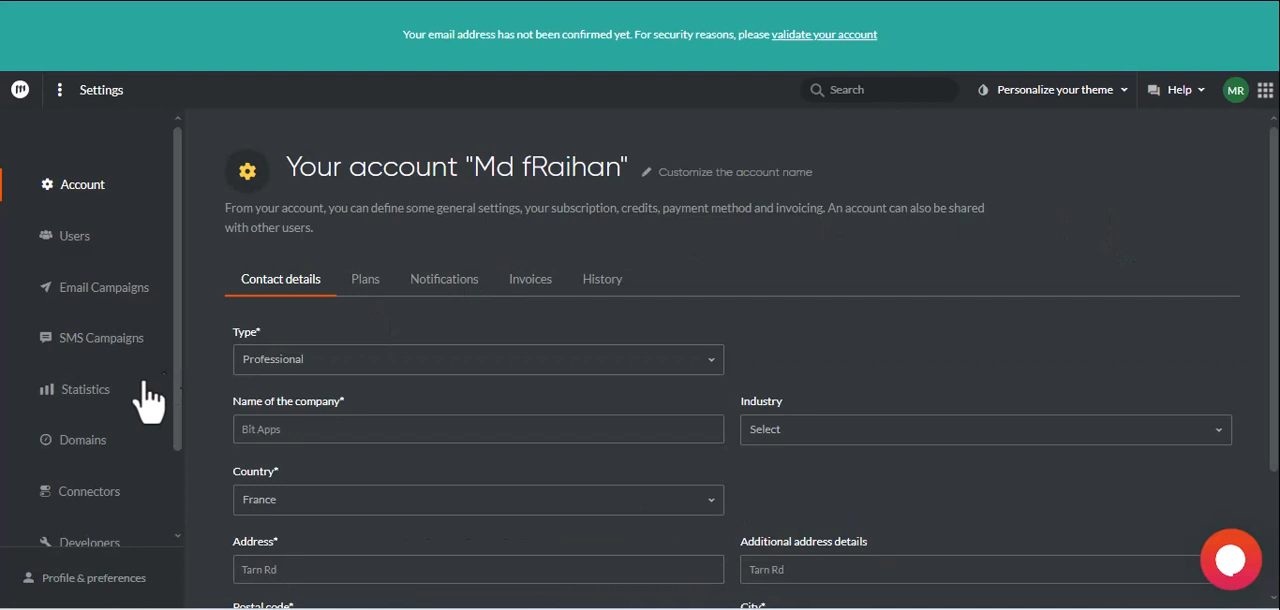 Your email address has not been confirmed yet. For security reasons, please validate your account
Settings
Search
Personalize your theme
Help
MR
Account
Users
Email Campaigns
SMS Campaigns
Statistics
Domains
Connectors
Developers
Profile & preferences
Your account "Md fRaihan"
Customize the account name
From your account, you can define some general settings, your subscription, credits, payment method and invoicing. An account can also be shared
with other users.
Contact details
Plans
Notifications
Invoices
History
Type*
Professional
Name of the company*
Bit Apps
Industry
Select
Country*
France
Address*
Tarn Rd
Additional address details
Tarn Rd
Postal code*
City*